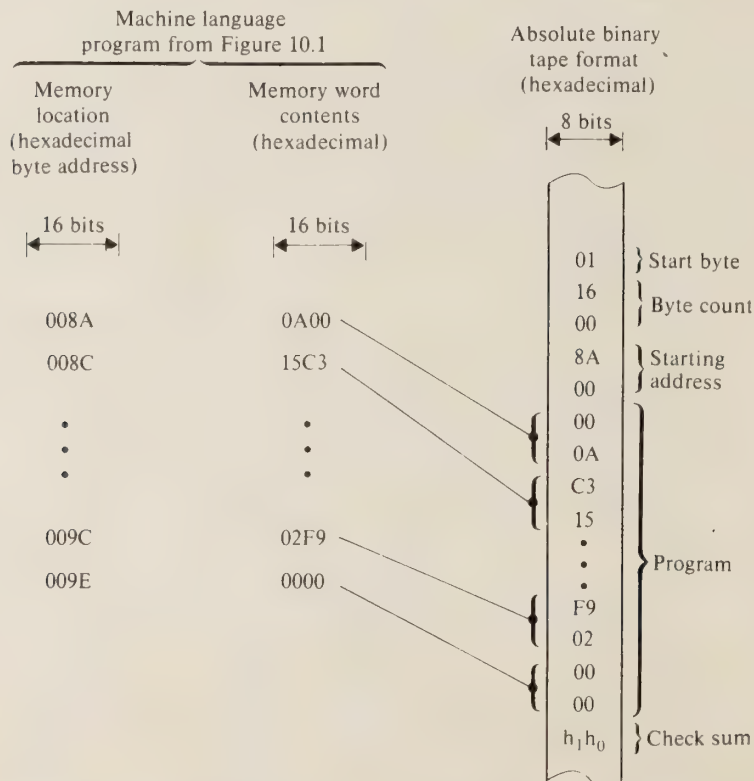 Machine language
program from Figure 10.1
Absolute binary
tape format
(hexadecimal)
Memory
location
(hexadecimal
byte address)
Memory word
contents
(hexadecimal)
8 bits
16 bits
16 bits
01
Start byte
16
00
Byte count
8A
00
Starting
address
008A
0A00
00
0A
008C
15C3
C3
15
Program
009C
02F9
F9
02
009E
0000
00
00
h₁h₀
Check sum